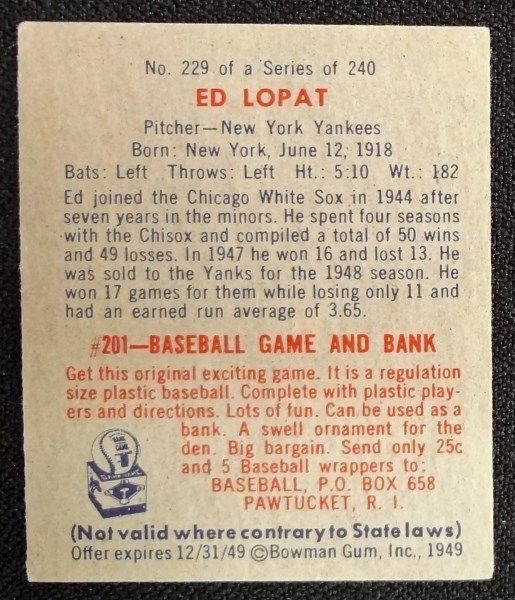 No. 229 of a Series of 240
ED LOPAT
Pitcher—New York Yankees
Born: New York, June 12, 1918
Bats: Left Throws: Left Ht.: 5:10 Wt.: 182
Ed joined the Chicago White Sox in 1944 after
seven years in the minors. He spent four seasons
with the Chisox and compiled a total of 50 wins
and 49 losses. In 1947 he won 16 and lost 13. He
was sold to the Yanks for the 1948 season. He
won 17 games for them while losing only 11 and
had an earned run average of 3.65.
#201—BASEBALL GAME AND BANK
Get this original exciting game. It is a regulation
size plastic baseball. Complete with plastic play-
ers and directions. Lots of fun. Can be used as a
bank. A swell ornament for the
den. Big bargain. Send only 25c
and 5 Baseball wrappers to:
BASEBALL, P.O. BOX 658
PAWTUCKET, R. I.
(Not valid where contrary to State laws)
Offer expires 12/31/49 ©Bowman Gum, Inc., 1949